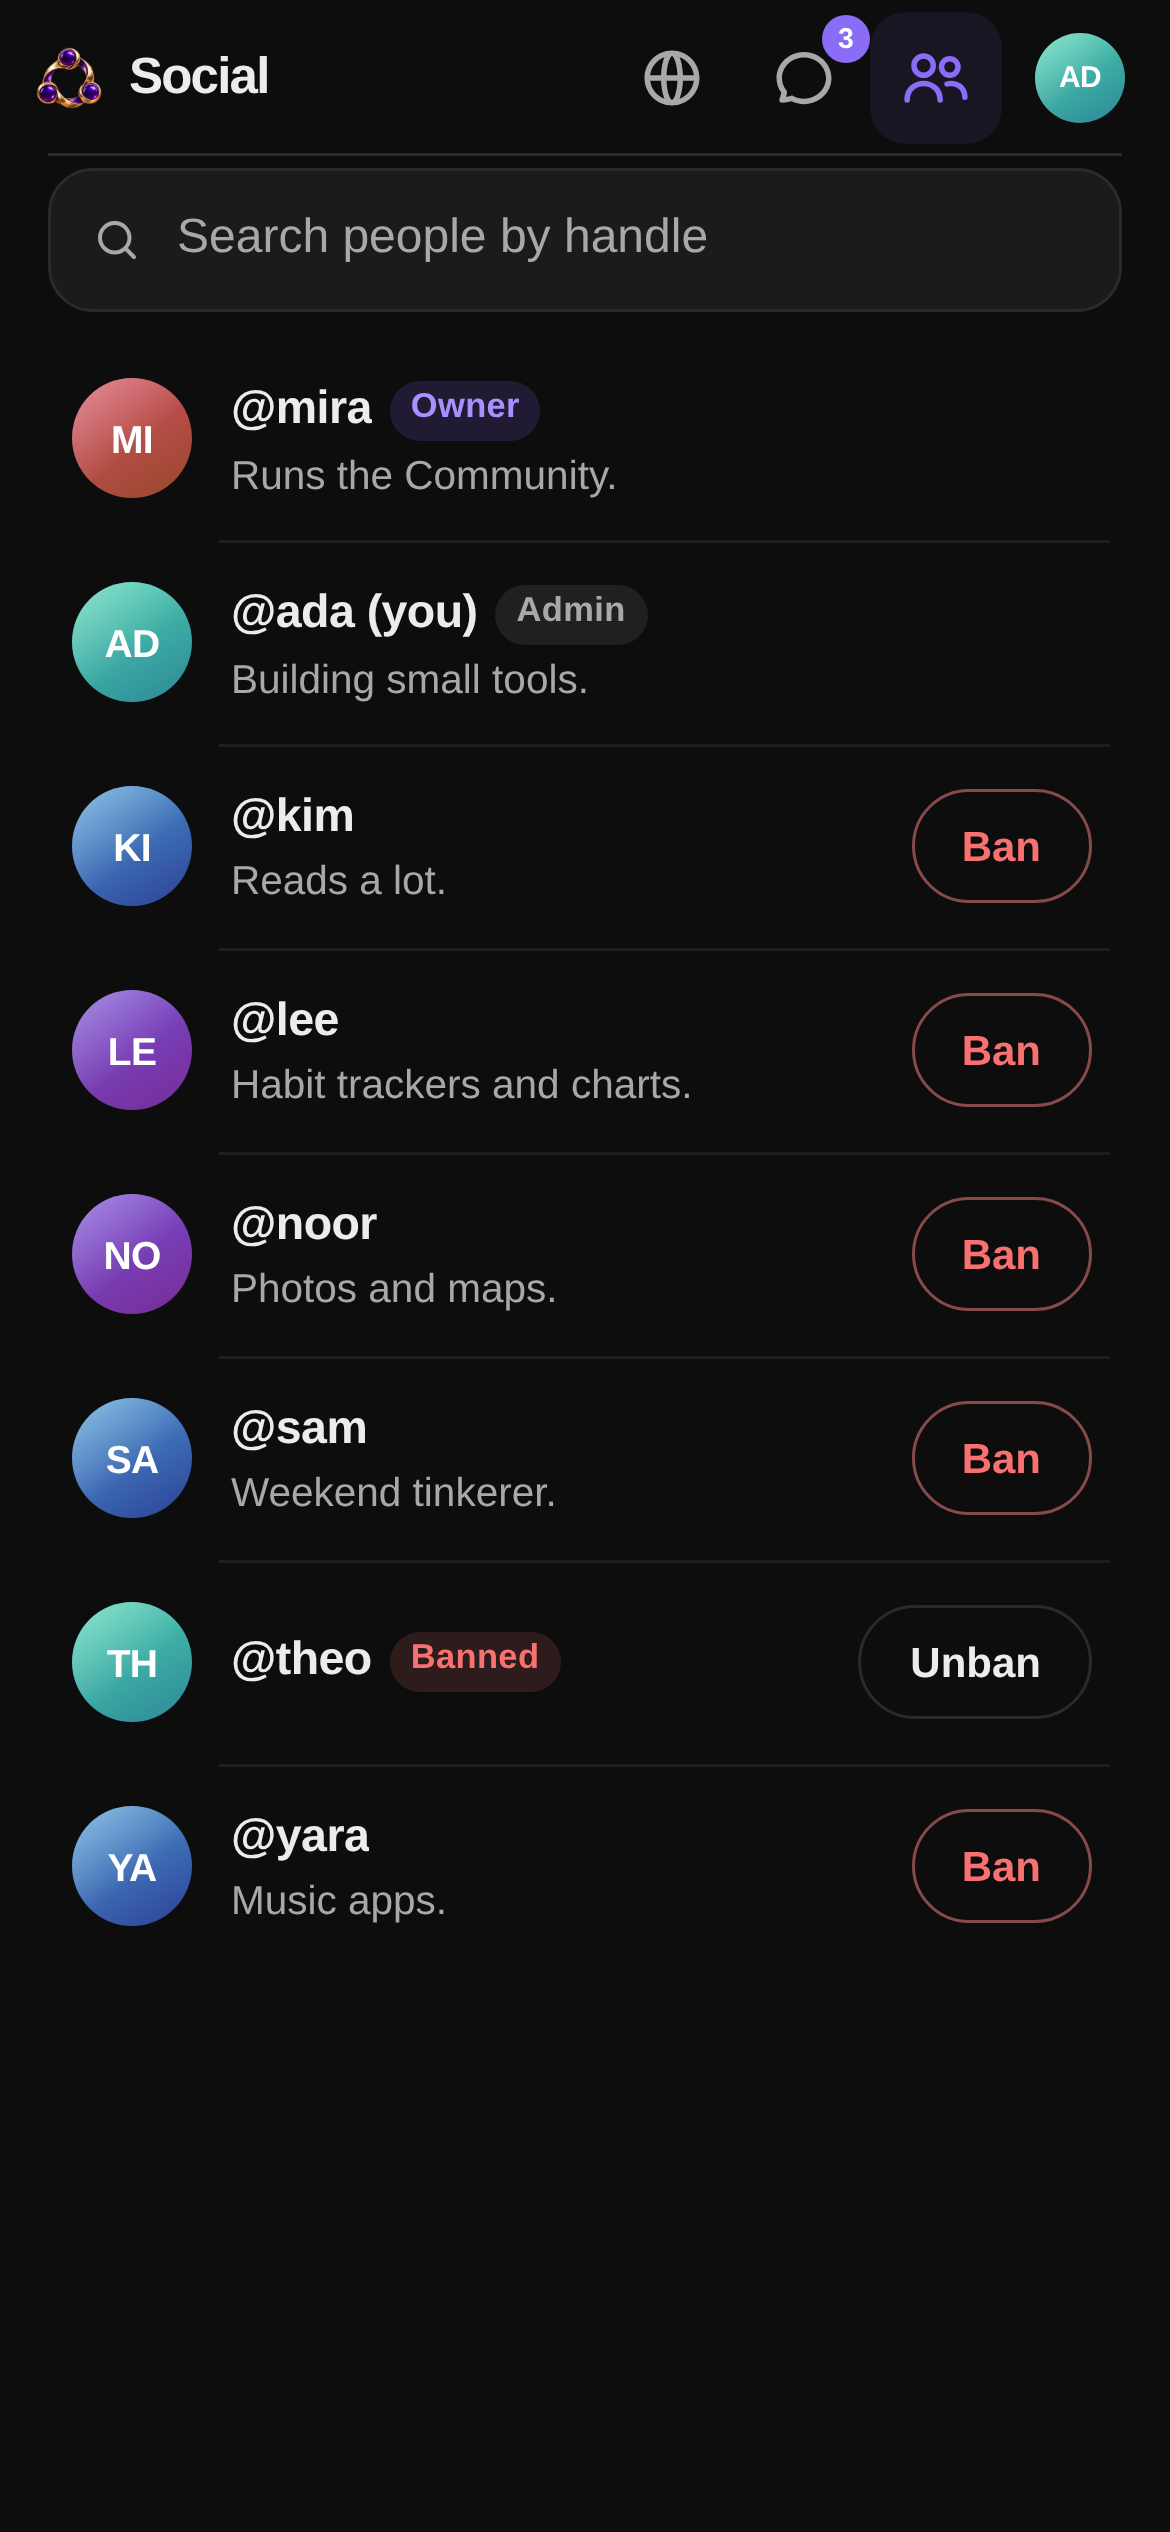 Social
3
AD
Search people by handle
MI
@mira Owner
Runs the Community.
AD
@ada (you) Admin
Building small tools.
KI
@kim
Reads a lot.
Ban
LE
@lee
Habit trackers and charts.
Ban
NO
@noor
Photos and maps.
Ban
SA
@sam
Weekend tinkerer.
Ban
TH
@theo Banned
Unban
YA
@yara
Music apps.
Ban